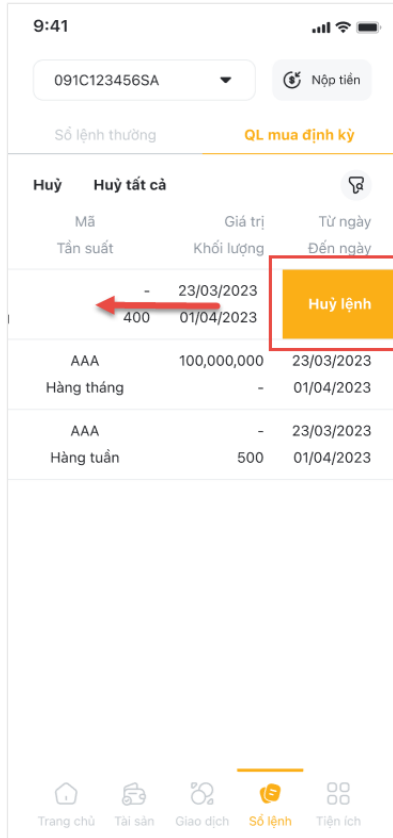 9:41
091C123456SA Nộp tiền
Sổ lệnh thường QL mua định kỳ
Huỷ Huỷ tất cả
Mã Giá trị Từ ngày
Tần suất Khối lượng Đến ngày
- 23/03/2023
400 01/04/2023
Huỷ lệnh
AAA 100,000,000 23/03/2023
Hàng tháng - 01/04/2023
AAA - 23/03/2023
Hàng tuần 500 01/04/2023
Trang chủ Tài sản Giao dịch Sổ lệnh Tiện ích